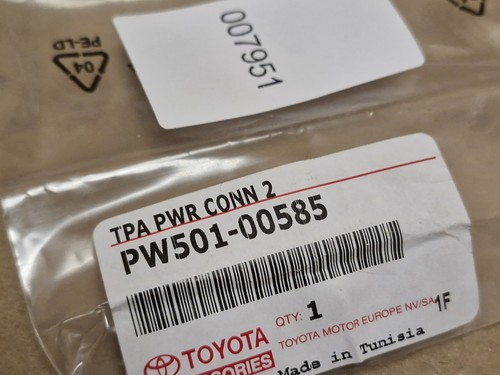 007951
04
PE-LD
TPA PWR CONN 2
PW501-00585
QTY: 1
TOYOTA
TOYOTA MOTOR EUROPE NV/SA 1F
Made in Tunisia